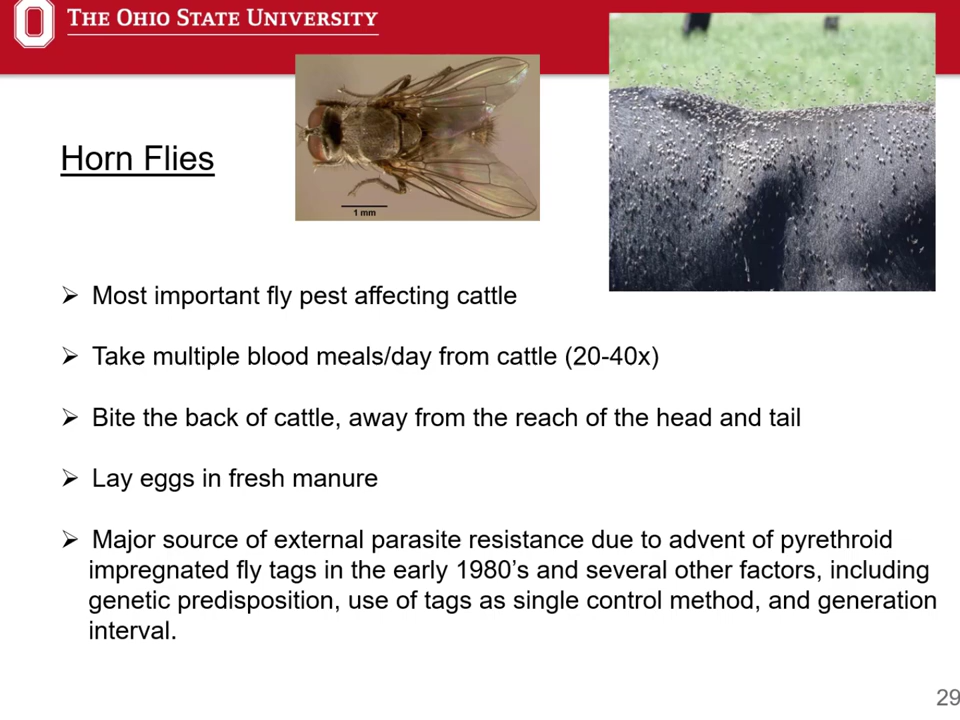 THE OHIO STATE UNIVERSITY
1 mm
Horn Flies
➢ Most important fly pest affecting cattle
➢ Take multiple blood meals/day from cattle (20-40x)
➢ Bite the back of cattle, away from the reach of the head and tail
➢ Lay eggs in fresh manure
➢ Major source of external parasite resistance due to advent of pyrethroid
impregnated fly tags in the early 1980’s and several other factors, including
genetic predisposition, use of tags as single control method, and generation
interval.
29